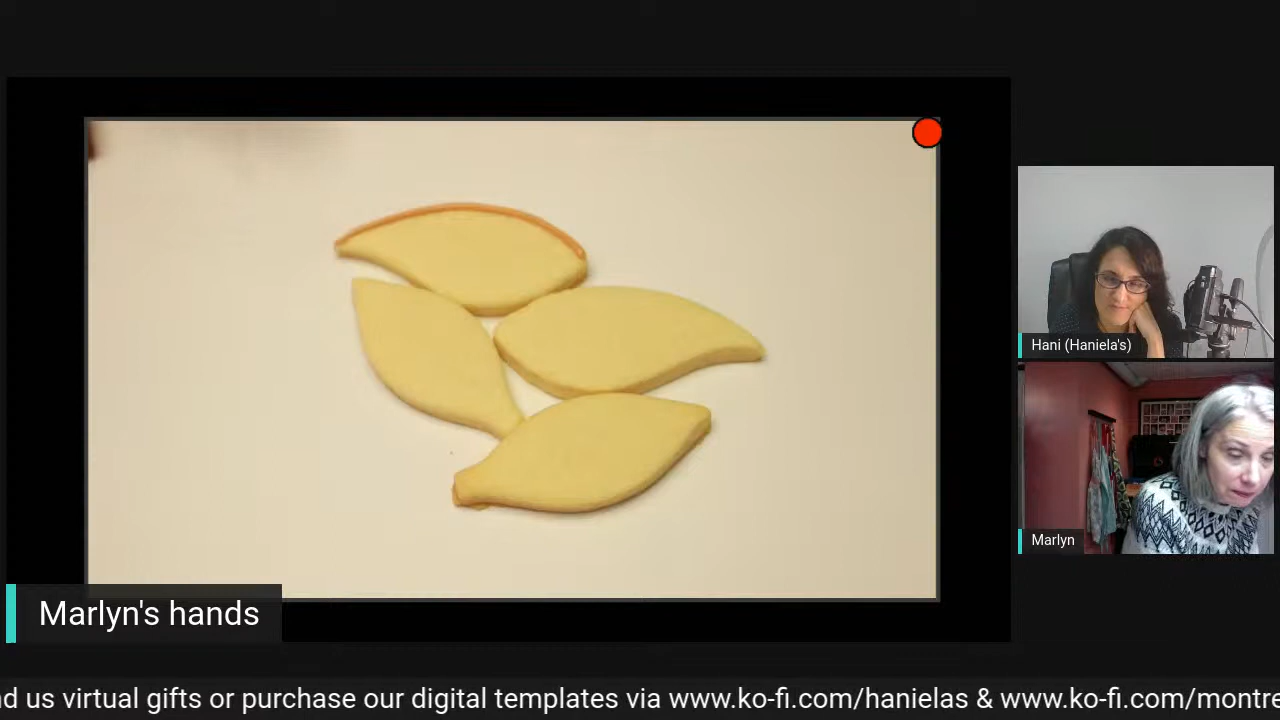 Hani (Haniela's)
Marlyn
Marlyn's hands
us virtual gifts or purchase our digital templates via www.ko-fi.com/hanielas & www.ko-fi.com/montre